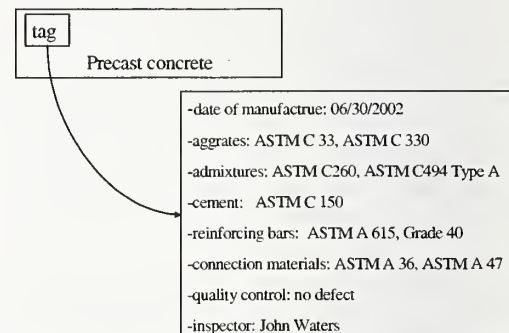 tag
Precast concrete
-date of manufactrue: 06/30/2002
-aggrates: ASTM C 33, ASTM C 330
-admixtures: ASTM C260, ASTM C494 Type A
-cement: ASTM C 150
-reinforcing bars: ASTM A 615, Grade 40
-connection materials: ASTM A 36, ASTM A 47
-quality control: no defect
-inspector: John Waters